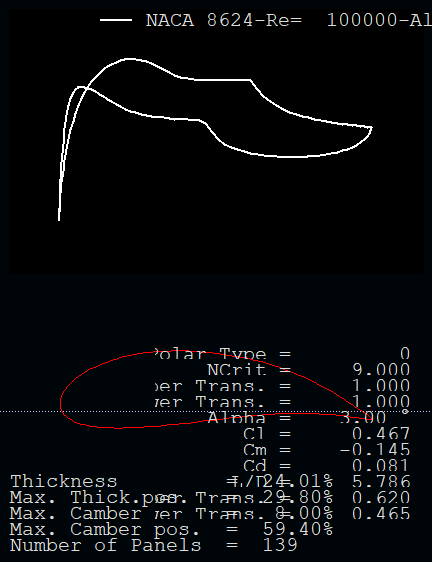 NACA 8624-Re=  100000-Al
Polar Type =  0
NCrit =  9.000
per Trans. =  1.000
per Trans. =  1.000
Alpha =  3.00 °
Cl =  0.467
Cm =  -0.145
Cd =  0.081
L/D =  5.786
Thickness  =  24.01%
per Trans. =  0.620
Max. Thick.pos.  =  29.80%
per Trans. =  0.465
Max. Camber  =  8.00%
Max. Camber pos.  =  59.40%
Number of Panels  =  139